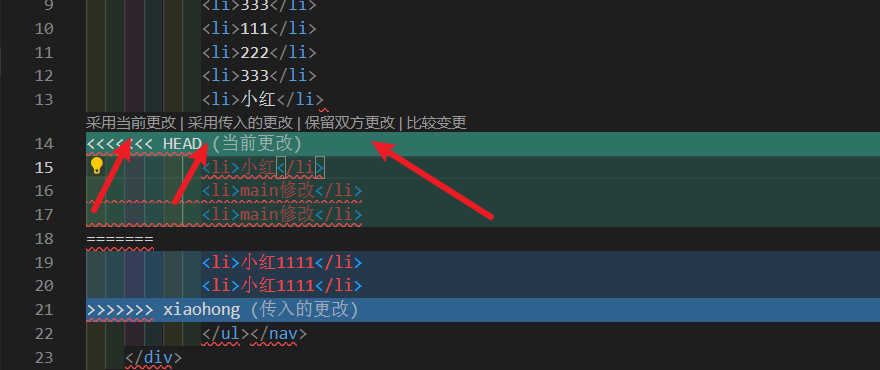 9 <li>333</li>
10 <li>111</li>
11 <li>222</li>
12 <li>333</li>
13 <li>小红</li>
采用当前更改 | 采用传入的更改 | 保留双方更改 | 比较变更
14 <<<<<<< HEAD (当前更改)
15 <li>小红</li>
16 <li>main修改</li>
17 <li>main修改</li>
18 =======
19 <li>小红1111</li>
20 <li>小红1111</li>
21 >>>>>>> xiaohong (传入的更改)
22 </ul></nav>
23 </div>